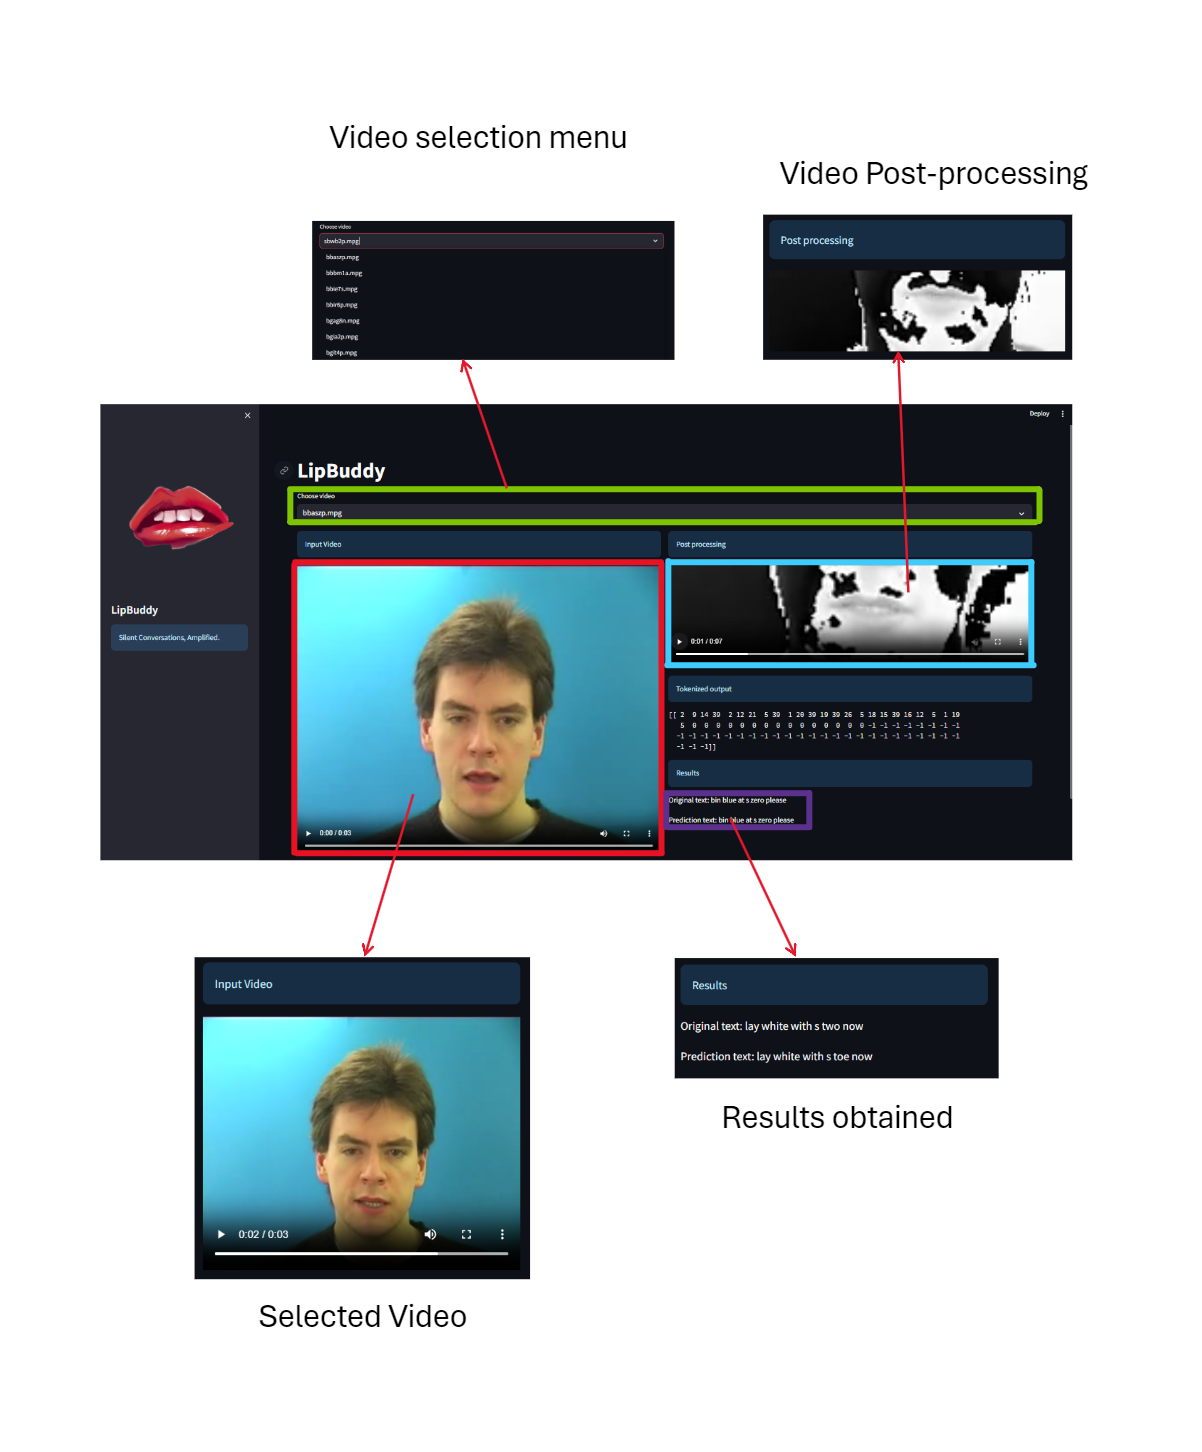 Video selection menu
Video Post-processing
Choose video
sbwb2p.mpg
bbaszp.mpg
bbbm1a.mpg
bbie7s.mpg
bbir6p.mpg
bgag6n.mpg
bgia2p.mpg
bglt4p.mpg
Post processing
Deploy
LipBuddy
Choose video
bbaszp.mpg
Input Video
Post processing
0:01 / 0:07
LipBuddy
Silent Conversations, Amplified.
Tokenized output
[[ 2 9 14 39 2 12 21 5 39 1 20 39 19 39 26 5 18 15 39 16 12 5 1 19
5 0 0 0 0 0 0 0 0 0 0 0 0 0 0 0 0 -1 -1 -1 -1 -1 -1 -1
-1 -1 -1 -1 -1 -1 -1 -1 -1 -1 -1 -1 -1 -1 -1 -1 -1 -1 -1 -1 -1 -1 -1 -1
-1 -1 -1]]
Results
Original text: bin blue at s zero please
Prediction text: bin blue at s zero please
0:00 / 0:03
Input Video
0:02 / 0:03
Selected Video
Results
Original text: lay white with s two now
Prediction text: lay white with s toe now
Results obtained